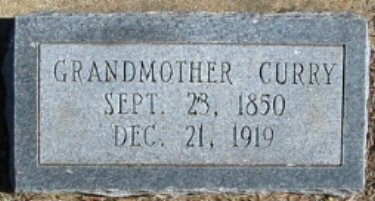 GRANDMOTHER CURRY
SEPT. 23, 1850
DEC. 21, 1919